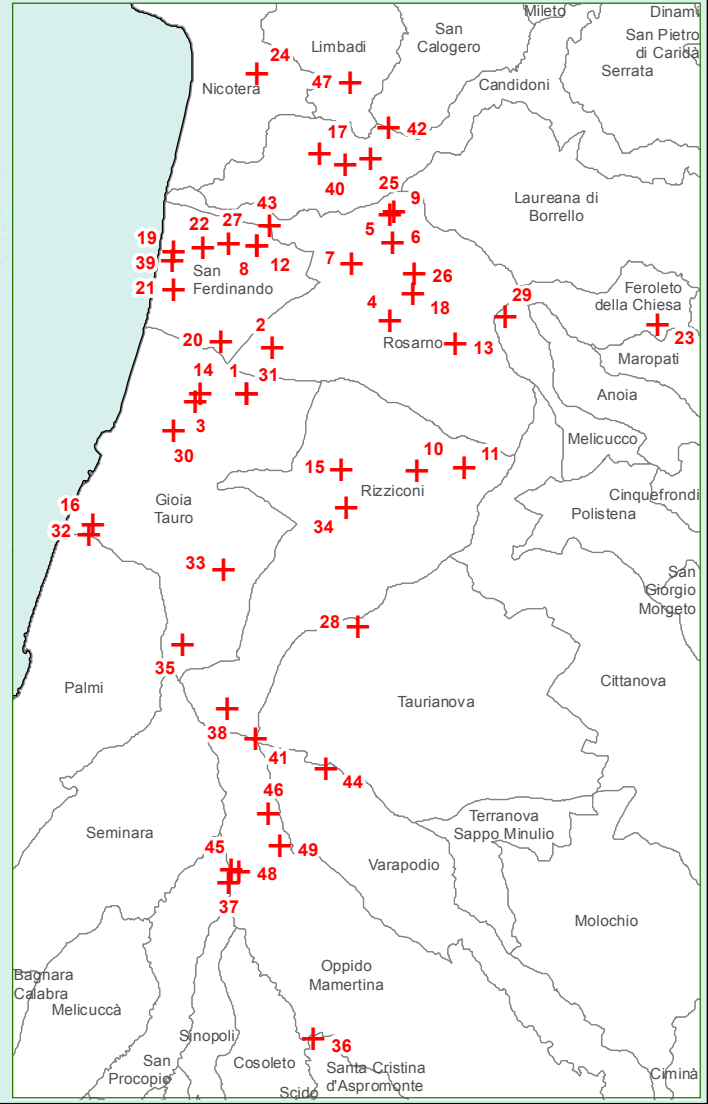 Mileto
Dinami
San
Calogero
Limbadi
San Pietro
di Caridà
24
Serrata
47
Nicotera
Candidoni
17
42
40
25
9
Laureana di
Borrello
43
22
27
5
19
6
39
8
12
7
San
Ferdinando
26
21
18
29
Feroleto
della Chiesa
4
2
23
20
Rosarno
13
Maropati
14
1
31
Anoia
3
Melicucco
30
10
11
15
Rizziconi
Cinquefrondi
Gioia
Tauro
16
Polistena
34
32
33
San
Giorgio
Morgeto
28
35
Palmi
Cittanova
Taurianova
38
41
44
46
Terranova
Sappo Minulio
Seminara
45
49
Varapodio
48
37
Molochio
Oppido
Mamertina
Bagnara
Calabra
Melicuccà
Sinopoli
36
San
Procopio
Cosoleto
Santa Cristina
d'Aspromonte
Ciminà
Scido